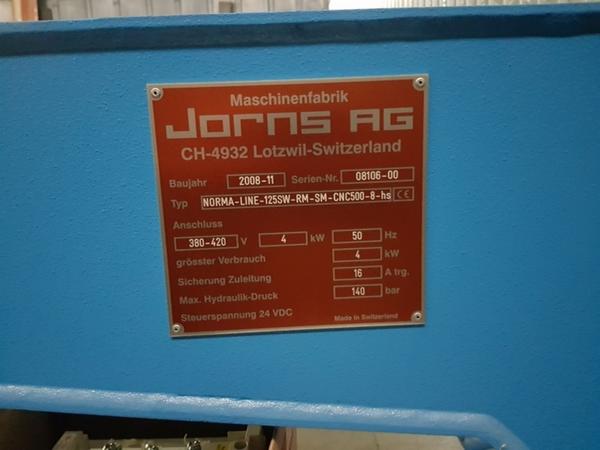 Maschinenfabrik
Jorns AG
CH-4932 Lotzwil-Switzerland
Baujahr 2008-11 Serien-Nr. 08106-00
Typ NORMA-LINE-125SW-RM-SM-CNC500-8-hs CE
Anschluss
380-420 V 4 kW 50 Hz
grösster Verbrauch 4 kW
Sicherung Zuleitung 16 A trg.
Max. Hydraulik-Druck 140 bar
Steuerspannung 24 VDC Made in Switzerland